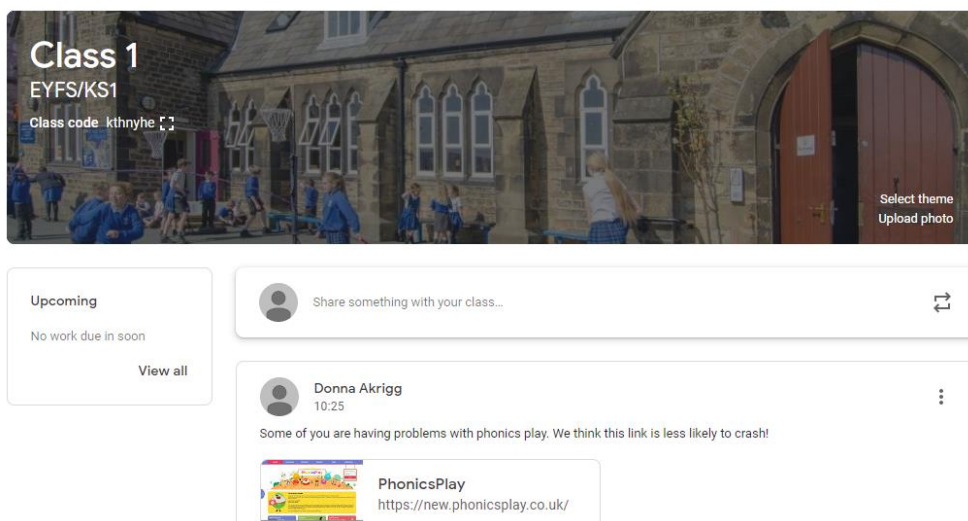 Class 1
EYFS/KS1
Class code kthnyhe
Select theme
Upload photo
Upcoming
No work due in soon
View all
Share something with your class...
Donna Akrigg
10:25
Some of you are having problems with phonics play. We think this link is less likely to crash!
PhonicsPlay
https://new.phonicsplay.co.uk/